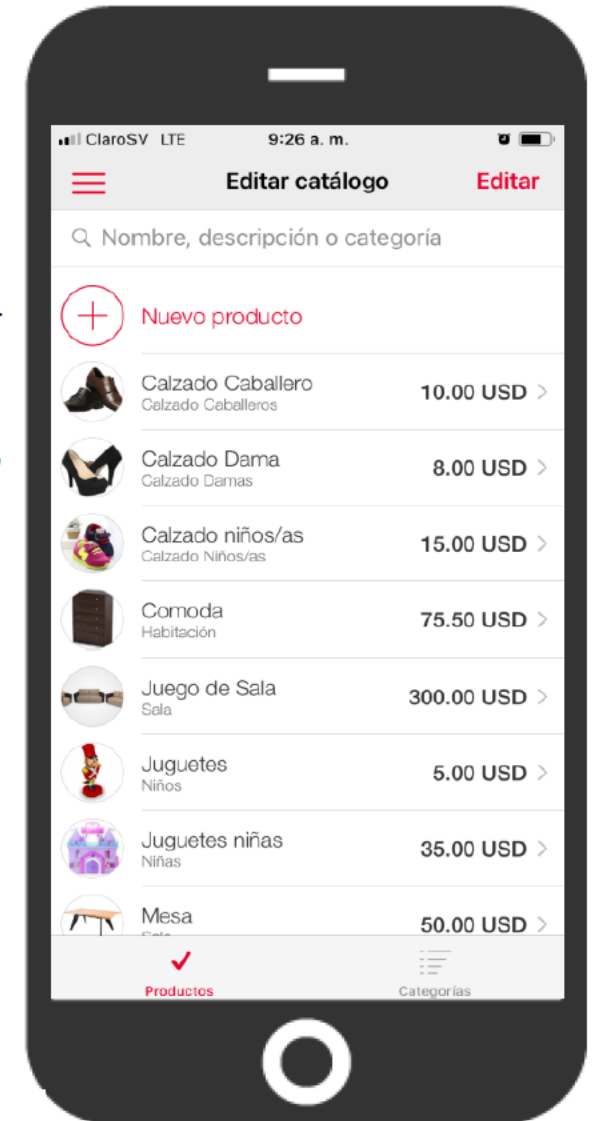 ClaroSV LTE 9:26 a. m.
Editar catálogo Editar
Nombre, descripción o categoría
Nuevo producto
Calzado Caballero 10.00 USD
Calzado Caballeros
Calzado Dama 8.00 USD
Calzado Damas
Calzado niños/as 15.00 USD
Calzado Niños/as
Comoda 75.50 USD
Habitación
Juego de Sala 300.00 USD
Sala
Juguetes 5.00 USD
Niños
Juguetes niñas 35.00 USD
Niñas
Mesa 50.00 USD
Productos Categorías